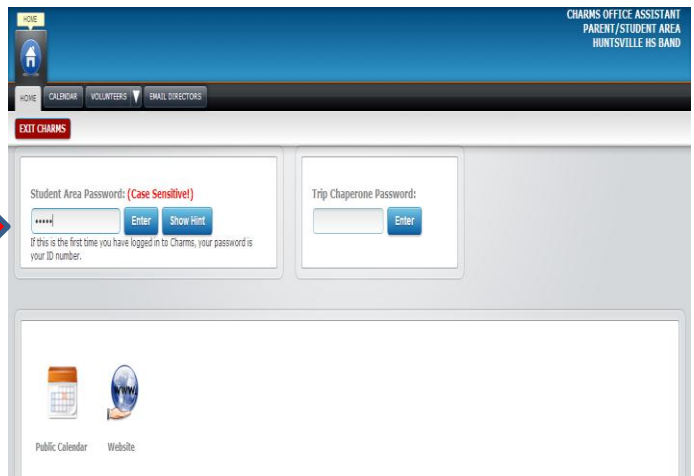 HOME
CHARMS OFFICE ASSISTANT
PARENT/STUDENT AREA
HUNTSVILLE HS BAND
HOME CALENDAR VOLUNTEERS EMAIL DIRECTORS
EXIT CHARMS
Student Area Password: (Case Sensitive!)
••••• Enter Show Hint
If this is the first time you have logged in to Charms, your password is
your ID number.
Trip Chaperone Password:
Enter
WWW
Public Calendar Website